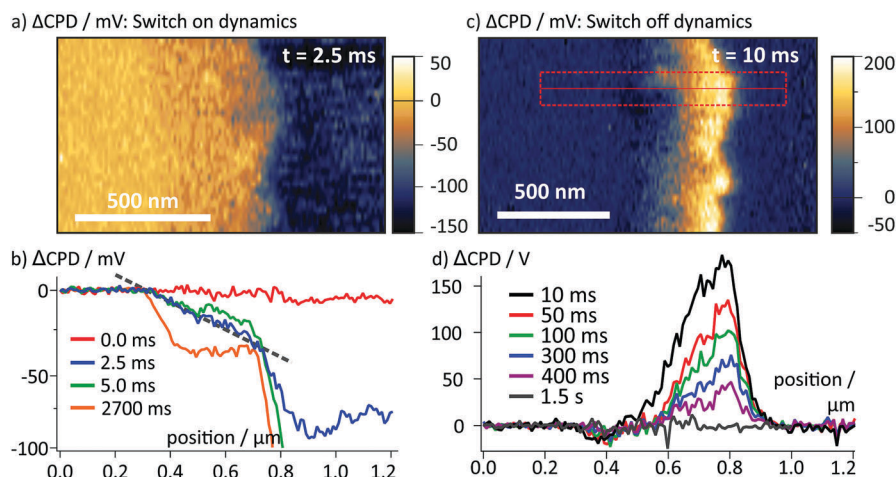 a) ΔCPD / mV: Switch on dynamics
t = 2.5 ms
500 nm
50
0
-50
-100
-150
c) ΔCPD / mV: Switch off dynamics
t = 10 ms
500 nm
200
100
0
-50
b) ΔCPD / mV
0
-50
-100
0.0 ms
2.5 ms
5.0 ms
2700 ms
position / µm
0.0 0.2 0.4 0.6 0.8 1.0 1.2
d) ΔCPD / V
150
100
50
0
10 ms
50 ms
100 ms
300 ms
400 ms
1.5 s
position /
µm
0.0 0.2 0.4 0.6 0.8 1.0 1.2